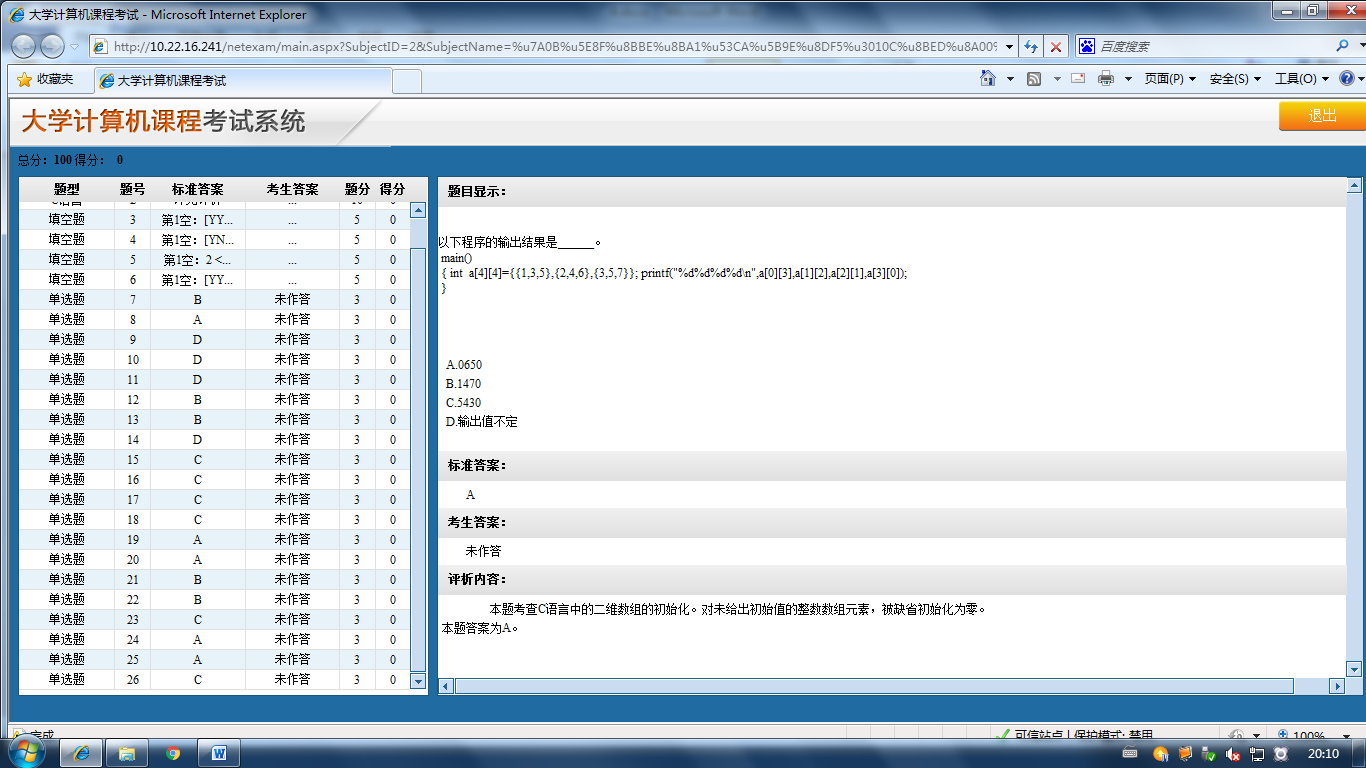 大学计算机课程考试 - Microsoft Internet Explorer
http://10.22.16.241/netexam/main.aspx?SubjectID=2&SubjectName=%u7A0B%u5E8F%u8BBE%u8BA1%u53CA%u5B9E%u8DF5%u3010C%u8BED%u8A009
百度搜索
收藏夹
大学计算机课程考试
页面(P)
安全(S)
工具(O)
大学计算机课程考试系统
退出
总分: 100 得分: 0
题型 题号 标准答案 考生答案 题分 得分
填空题 3 第1空: [YY... ... 5 0
填空题 4 第1空: [YN... ... 5 0
填空题 5 第1空: 2 <... ... 5 0
填空题 6 第1空: [YY... ... 5 0
单选题 7 B 未作答 3 0
单选题 8 A 未作答 3 0
单选题 9 D 未作答 3 0
单选题 10 D 未作答 3 0
单选题 11 D 未作答 3 0
单选题 12 B 未作答 3 0
单选题 13 B 未作答 3 0
单选题 14 D 未作答 3 0
单选题 15 C 未作答 3 0
单选题 16 C 未作答 3 0
单选题 17 C 未作答 3 0
单选题 18 C 未作答 3 0
单选题 19 A 未作答 3 0
单选题 20 A 未作答 3 0
单选题 21 B 未作答 3 0
单选题 22 B 未作答 3 0
单选题 23 C 未作答 3 0
单选题 24 A 未作答 3 0
单选题 25 A 未作答 3 0
单选题 26 C 未作答 3 0
题目显示：
以下程序的输出结果是______。
main()
{ int a[4][4]={{1,3,5},{2,4,6},{3,5,7}}; printf("%d%d%d%d\n",a[0][3],a[1][2],a[2][1],a[3][0]);
}
A.0650
B.1470
C.5430
D.输出值不定
标准答案：
A
考生答案：
未作答
评析内容：
本题考查C语言中的二维数组的初始化。对未给出初始值的整数数组元素，被缺省初始化为零。
本题答案为A。
完成
可信站点 | 保护模式: 禁用
100%
20:10